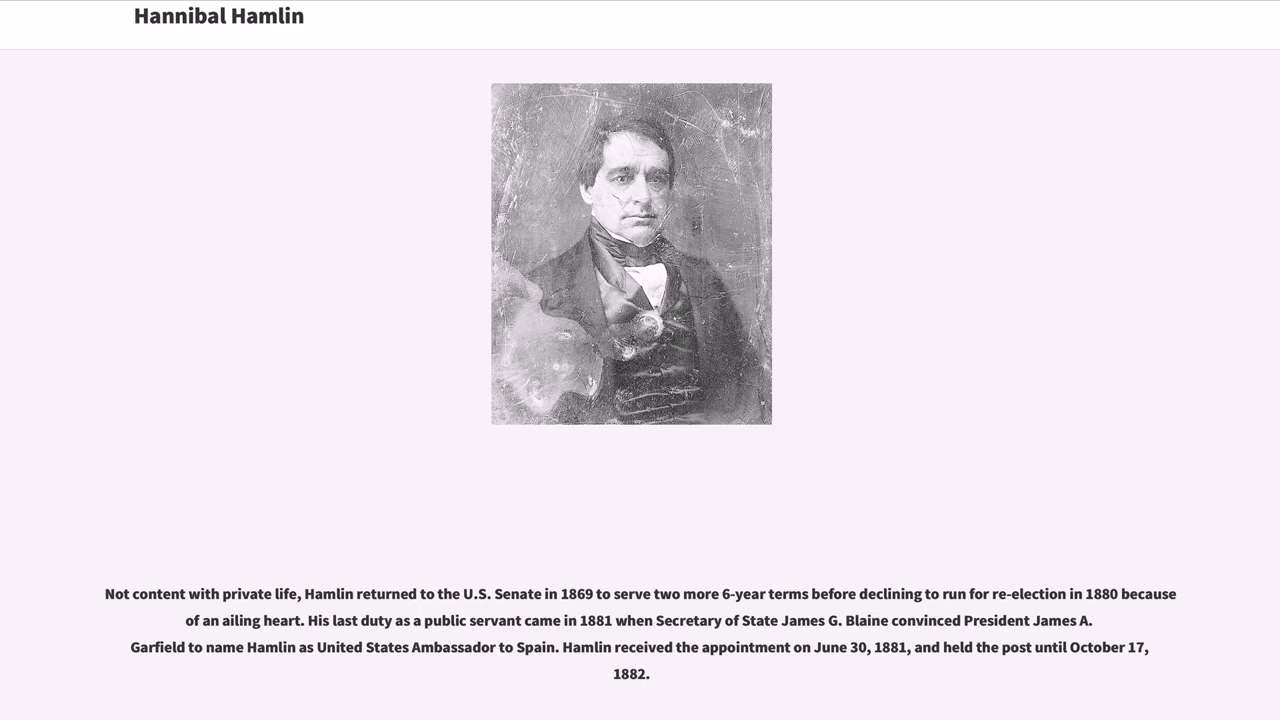 Hannibal Hamlin
Not content with private life, Hamlin returned to the U.S. Senate in 1869 to serve two more 6-year terms before declining to run for re-election in 1880 because
of an ailing heart. His last duty as a public servant came in 1881 when Secretary of State James G. Blaine convinced President James A.
Garfield to name Hamlin as United States Ambassador to Spain. Hamlin received the appointment on June 30, 1881, and held the post until October 17,
1882.